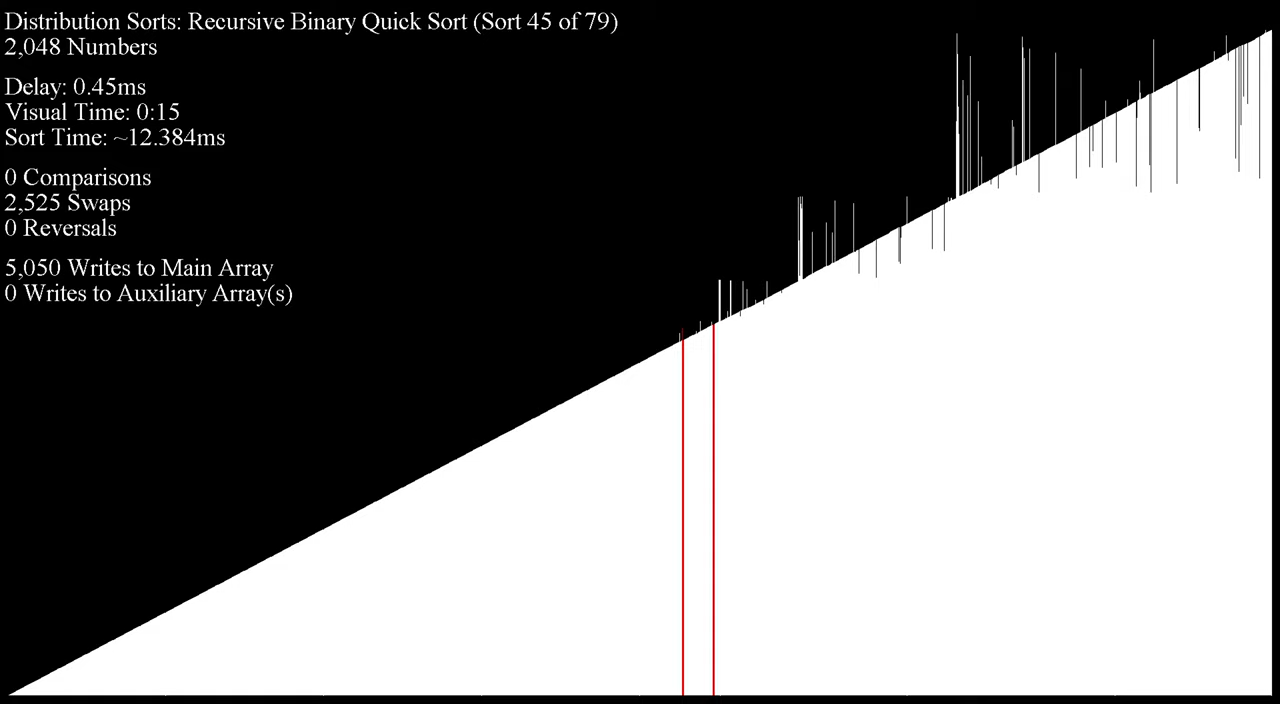 Distribution Sorts: Recursive Binary Quick Sort (Sort 45 of 79)
2,048 Numbers
Delay: 0.45ms
Visual Time: 0:15
Sort Time: ~12.384ms
0 Comparisons
2,525 Swaps
0 Reversals
5,050 Writes to Main Array
0 Writes to Auxiliary Array(s)